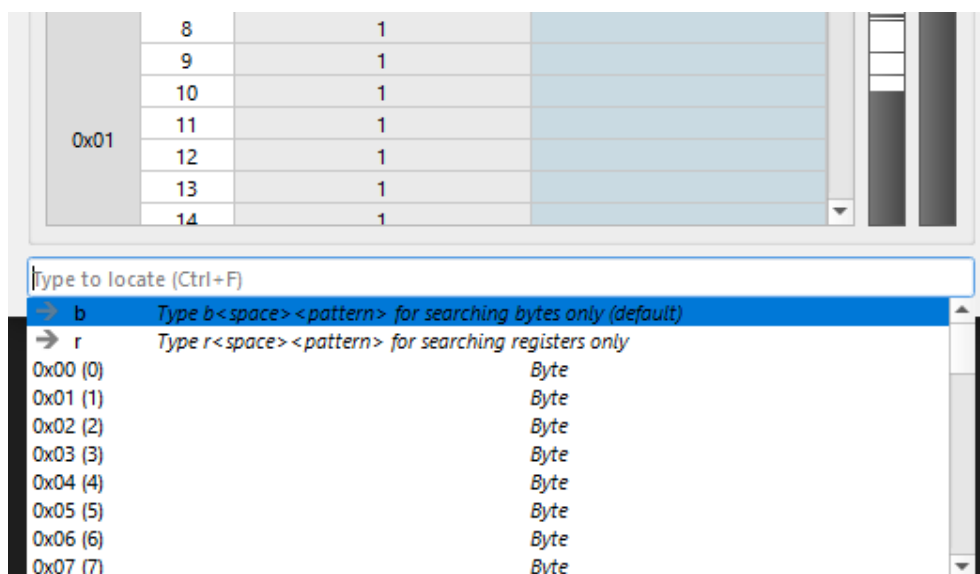 8 1
9 1
10 1
0x01 11 1
12 1
13 1
14 1
Type to locate (Ctrl+F)
→ b Type b<space><pattern> for searching bytes only (default)
→ r Type r<space><pattern> for searching registers only
0x00 (0) Byte
0x01 (1) Byte
0x02 (2) Byte
0x03 (3) Byte
0x04 (4) Byte
0x05 (5) Byte
0x06 (6) Byte
0x07 (7) Byte